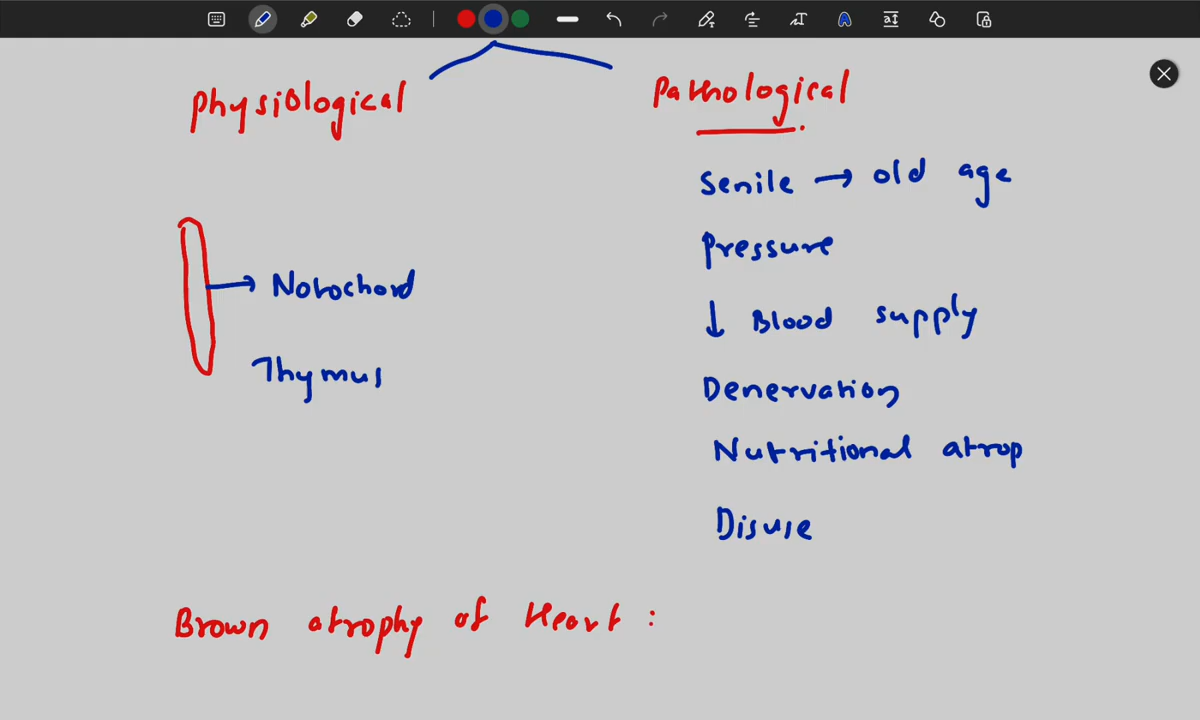 Physiological
Pathological
Senile → old age
Pressure
↓ Blood supply
Denervation
Nutritional atrop
Disuse
Notochord
Thymus
Brown atrophy of Heart :